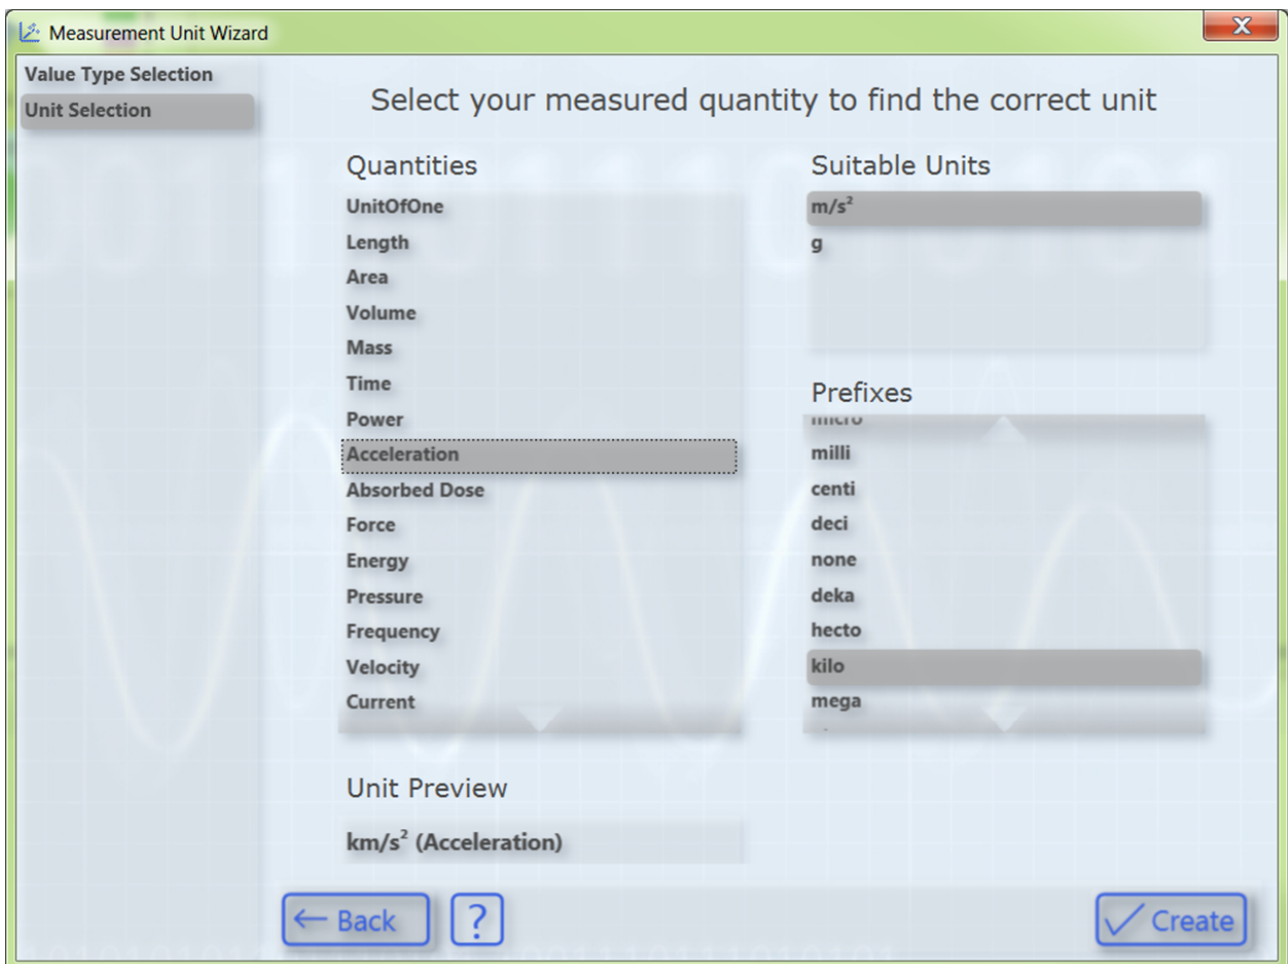 Measurement Unit Wizard
X
Value Type Selection
Unit Selection
Select your measured quantity to find the correct unit
Quantities
UnitOfOne
Length
Area
Volume
Mass
Time
Power
Acceleration
Absorbed Dose
Force
Energy
Pressure
Frequency
Velocity
Current
Suitable Units
m/s²
g
Prefixes
micro
milli
centi
deci
none
deka
hecto
kilo
mega
Unit Preview
km/s² (Acceleration)
← Back
?
✓ Create